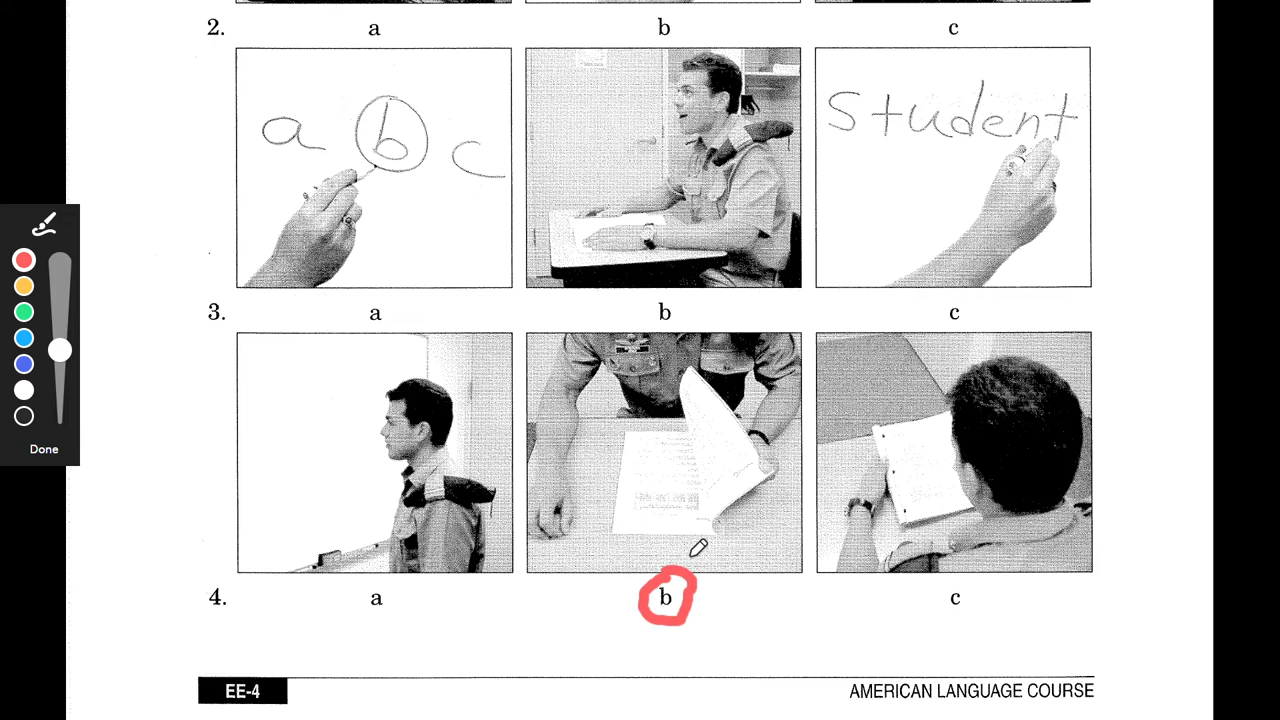 2. a b c
a b c
Student
3. a b c
4. a b c
Done
EE-4
AMERICAN LANGUAGE COURSE